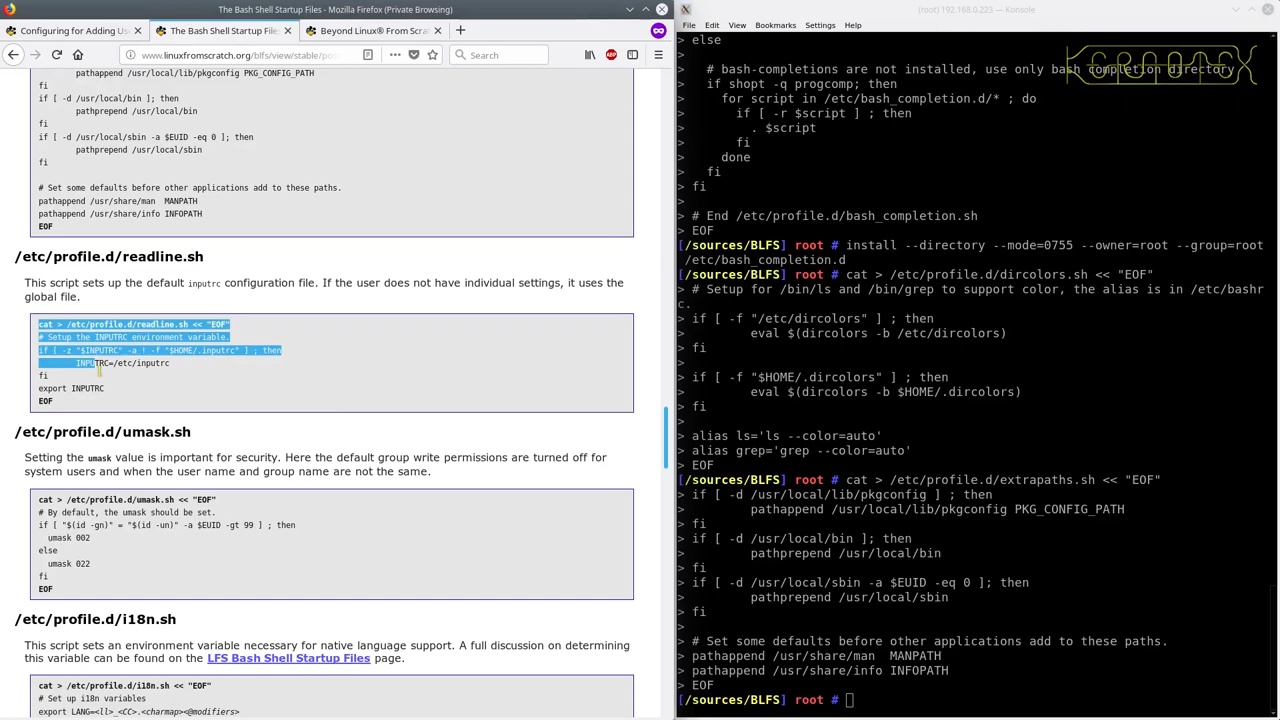 The Bash Shell Startup Files - Mozilla Firefox (Private Browsing)
Configuring for Adding Us
The Bash Shell Startup File
Beyond Linux® From Scra
www.linuxfromscratch.org/blfs/view/stable/pos
Search
pathappend /usr/local/lib/pkgconfig PKG_CONFIG_PATH
fi
if [ -d /usr/local/bin ]; then
pathprepend /usr/local/bin
fi
if [ -d /usr/local/sbin -a $EUID -eq 0 ]; then
pathprepend /usr/local/sbin
fi
# Set some defaults before other applications add to these paths.
pathappend /usr/share/man  MANPATH
pathappend /usr/share/info INFOPATH
EOF
/etc/profile.d/readline.sh
This script sets up the default inputrc configuration file. If the user does not have individual settings, it uses the
global file.
cat > /etc/profile.d/readline.sh << "EOF"
# Setup the INPUTRC environment variable.
if [ -z "$INPUTRC" -a ! -f "$HOME/.inputrc" ] ; then
INPUTRC=/etc/inputrc
fi
export INPUTRC
EOF
/etc/profile.d/umask.sh
Setting the umask value is important for security. Here the default group write permissions are turned off for
system users and when the user name and group name are not the same.
cat > /etc/profile.d/umask.sh << "EOF"
# By default, the umask should be set.
if [ "$(id -gn)" = "$(id -un)" -a $EUID -gt 99 ] ; then
umask 002
else
umask 022
fi
EOF
/etc/profile.d/i18n.sh
This script sets an environment variable necessary for native language support. A full discussion on determining
this variable can be found on the LFS Bash Shell Startup Files page.
cat > /etc/profile.d/i18n.sh << "EOF"
# Set up i18n variables
export LANG=<ll>_<CC>.<charmap><@modifiers>
(root) 192.168.0.223 — Konsole
File Edit View Bookmarks Settings Help
> else
>
>   # bash-completions are not installed, use only bash completion directory
>   if shopt -q progcomp; then
>     for script in /etc/bash_completion.d/* ; do
>       if [ -r $script ] ; then
>         . $script
>       fi
>     done
>   fi
> fi
>
> # End /etc/profile.d/bash_completion.sh
> EOF
[/sources/BLFS] root # install --directory --mode=0755 --owner=root --group=root
/etc/bash_completion.d
[/sources/BLFS] root # cat > /etc/profile.d/dircolors.sh << "EOF"
> # Setup for /bin/ls and /bin/grep to support color, the alias is in /etc/bashr
c.
> if [ -f "/etc/dircolors" ] ; then
>         eval $(dircolors -b /etc/dircolors)
> fi
>
> if [ -f "$HOME/.dircolors" ] ; then
>         eval $(dircolors -b $HOME/.dircolors)
> fi
>
> alias ls='ls --color=auto'
> alias grep='grep --color=auto'
> EOF
[/sources/BLFS] root # cat > /etc/profile.d/extrapaths.sh << "EOF"
> if [ -d /usr/local/lib/pkgconfig ] ; then
>         pathappend /usr/local/lib/pkgconfig PKG_CONFIG_PATH
> fi
> if [ -d /usr/local/bin ]; then
>         pathprepend /usr/local/bin
> fi
> if [ -d /usr/local/sbin -a $EUID -eq 0 ]; then
>         pathprepend /usr/local/sbin
> fi
>
> # Set some defaults before other applications add to these paths.
> pathappend /usr/share/man  MANPATH
> pathappend /usr/share/info INFOPATH
> EOF
[/sources/BLFS] root #